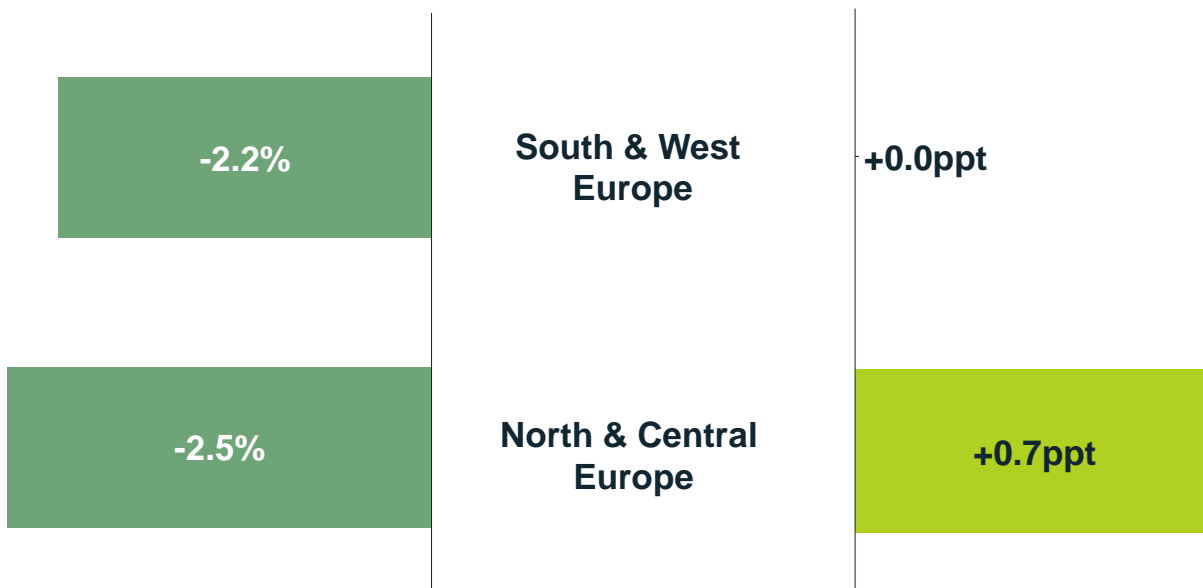 -2.2%
South & West
Europe
+0.0ppt
-2.5%
North & Central
Europe
+0.7ppt